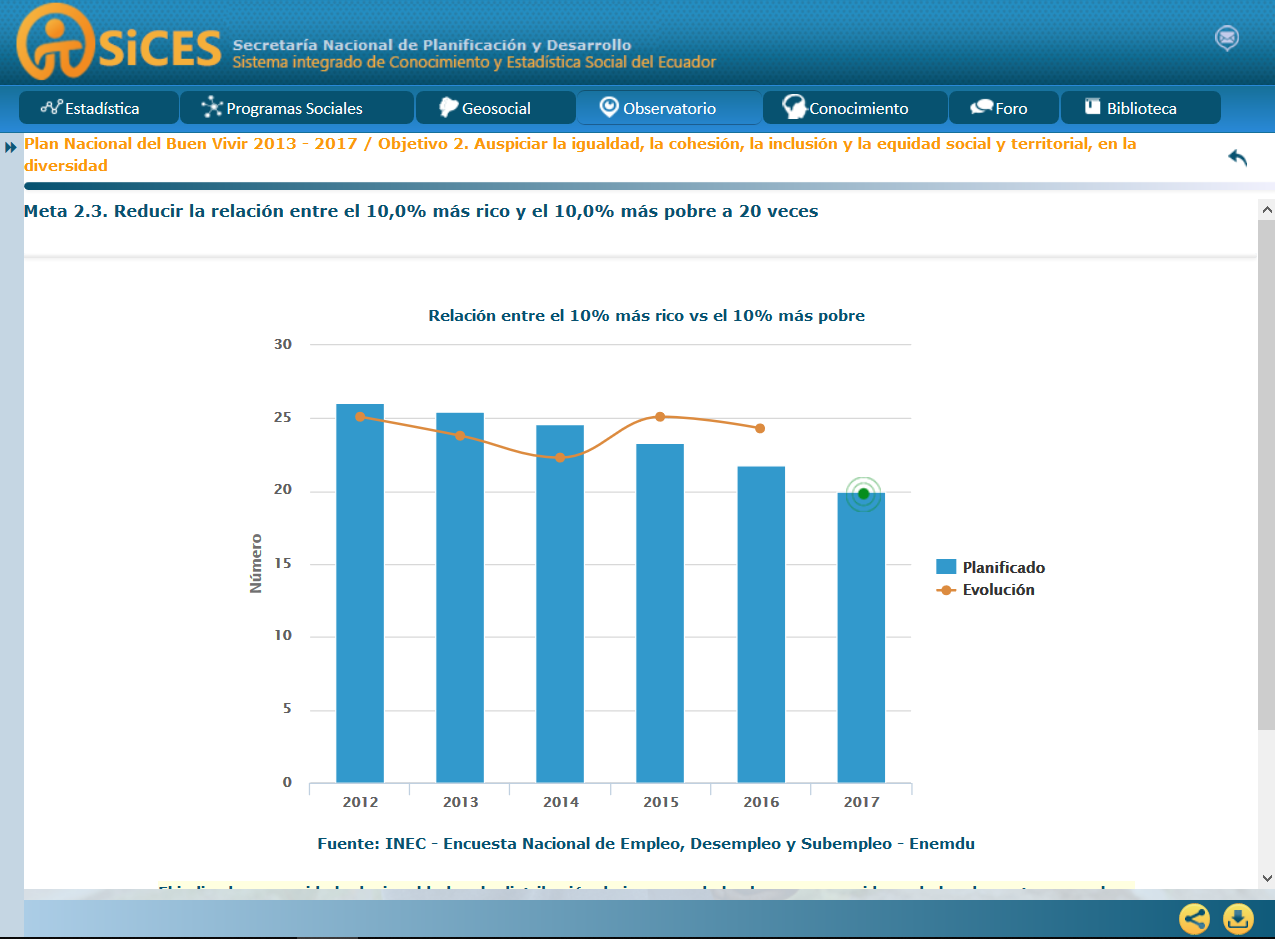 SiCES
Secretaría Nacional de Planificación y Desarrollo
Sistema integrado de Conocimiento y Estadística Social del Ecuador
Estadística Programas Sociales Geosocial Observatorio Conocimiento Foro Biblioteca
Plan Nacional del Buen Vivir 2013 - 2017 / Objetivo 2. Auspiciar la igualdad, la cohesión, la inclusión y la equidad social y territorial, en la
diversidad
Meta 2.3. Reducir la relación entre el 10,0% más rico y el 10,0% más pobre a 20 veces
Relación entre el 10% más rico vs el 10% más pobre
30
25
20
15
10
5
0
Número
2012 2013 2014 2015 2016 2017
Planificado
Evolución
Fuente: INEC - Encuesta Nacional de Empleo, Desempleo y Subempleo - Enemdu